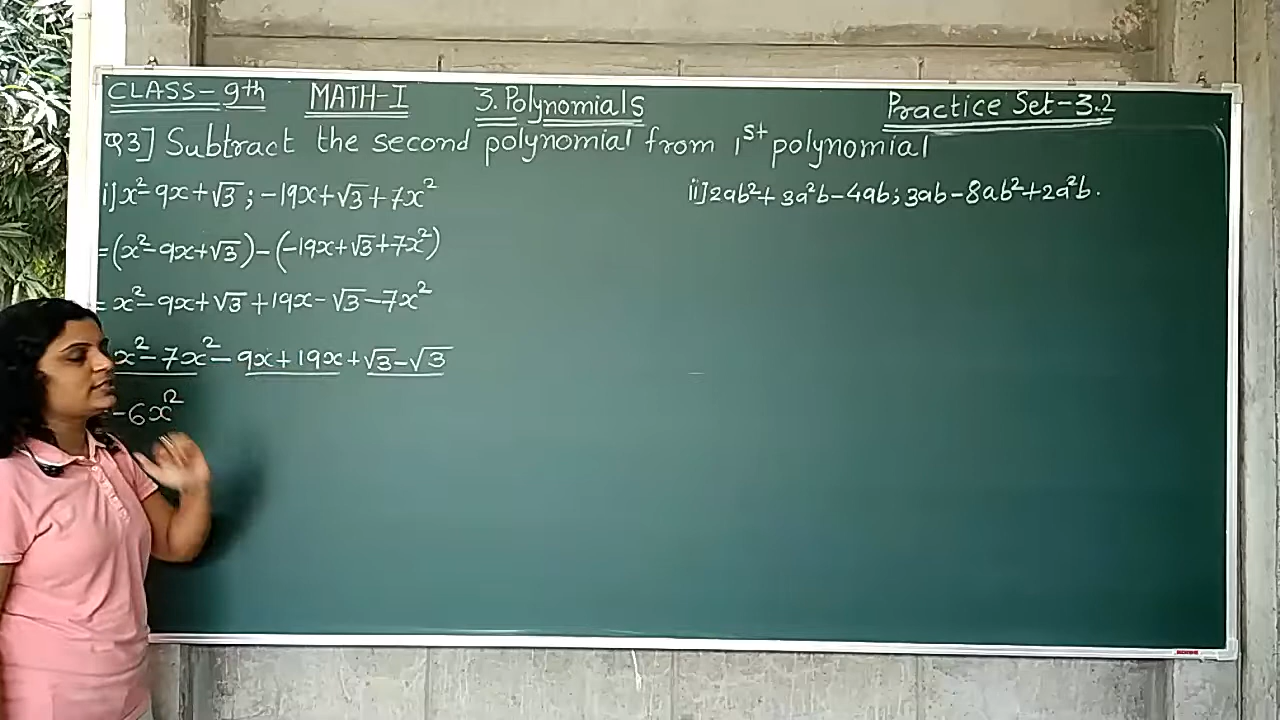 CLASS-9th MATH-I 3.Polynomials Practice Set-3.2
Q3] Subtract the second polynomial from 1st polynomial
i] x²-9x+√3; -19x+√3+7x²
=(x²-9x+√3)-(-19x+√3+7x²)
= x²-9x+√3+19x-√3-7x²
x²-7x²-9x+19x+√3-√3
-6x²
ii] 2ab²+3a²b-4ab; 3ab-8ab²+2a²b.